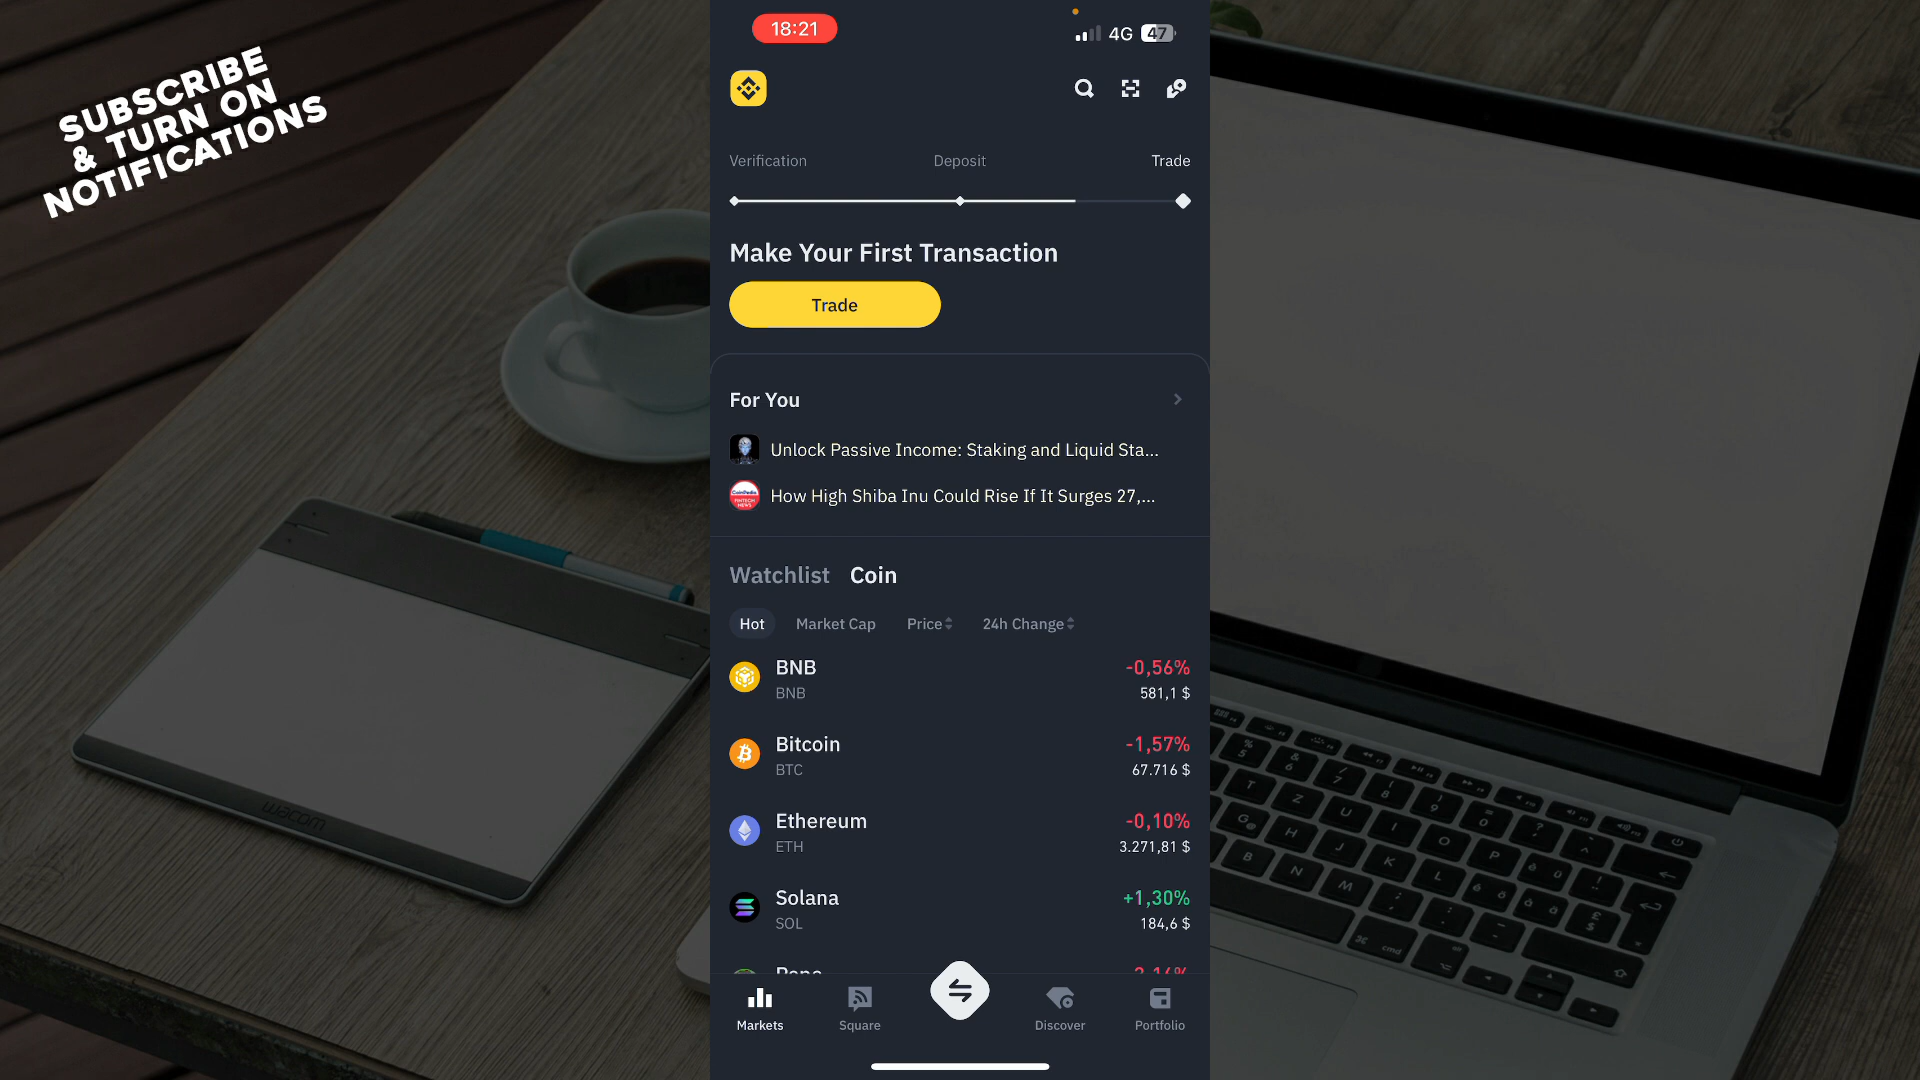 SUBSCRIBE
& TURN ON
NOTIFICATIONS
18:21
4G 47
Verification Deposit Trade
Make Your First Transaction
Trade
For You
Unlock Passive Income: Staking and Liquid Sta...
How High Shiba Inu Could Rise If It Surges 27,...
Watchlist Coin
Hot Market Cap Price 24h Change
BNB -0,56%
BNB 581,1 $
Bitcoin -1,57%
BTC 67.716 $
Ethereum -0,10%
ETH 3.271,81 $
Solana +1,30%
SOL 184,6 $
Markets Square Discover Portfolio
wacom